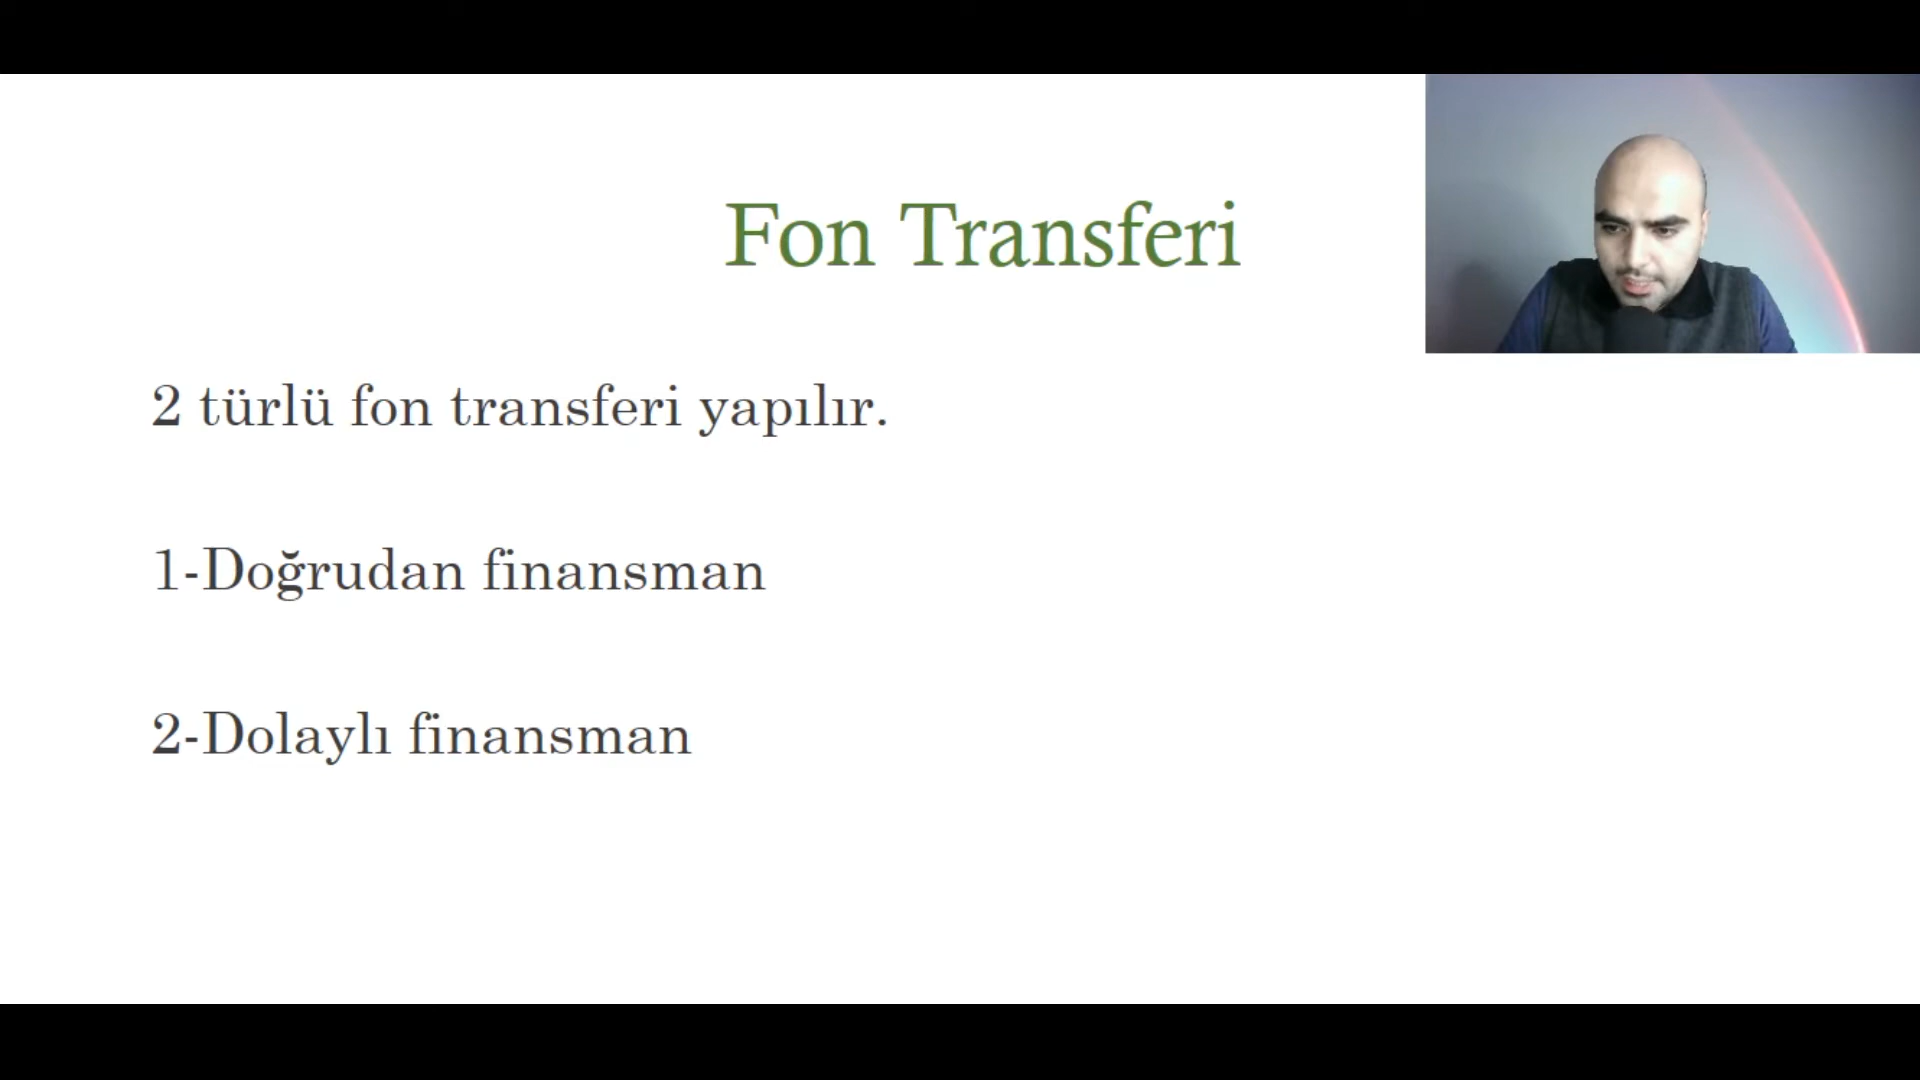 Fon Transferi
2 türlü fon transferi yapılır.
1-Doğrudan finansman
2-Dolaylı finansman